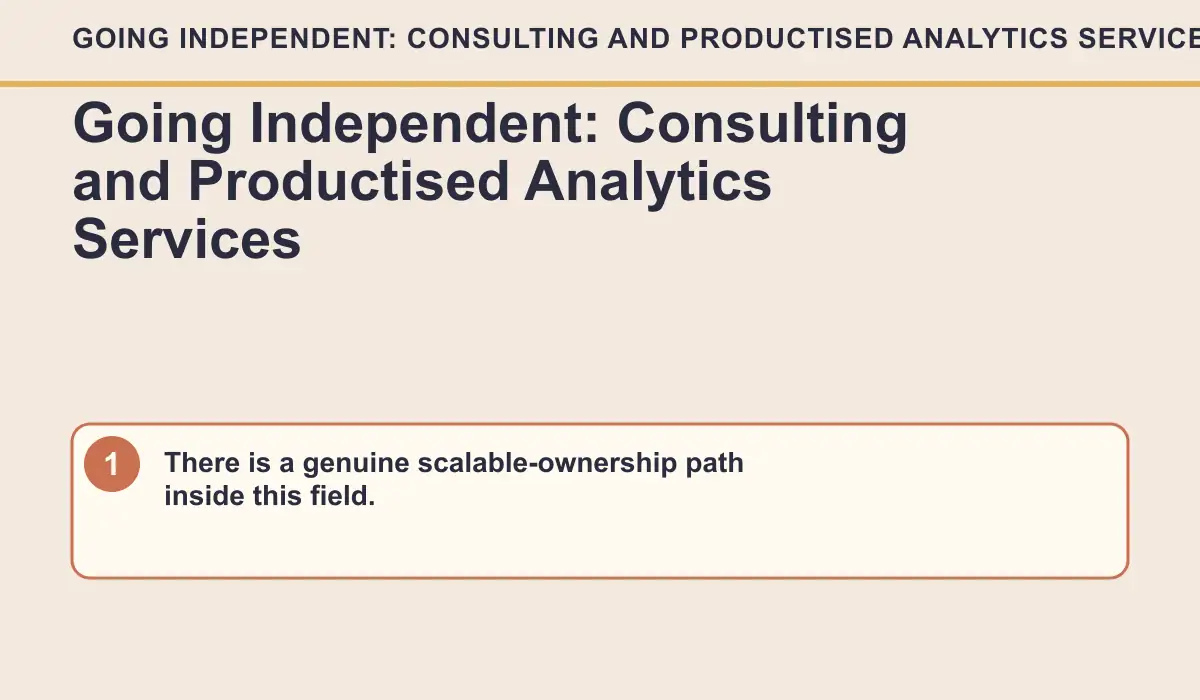 GOING INDEPENDENT: CONSULTING AND PRODUCTISED ANALYTICS SERVICE
Going Independent: Consulting
and Productised Analytics
Services
1
There is a genuine scalable-ownership path
inside this field.